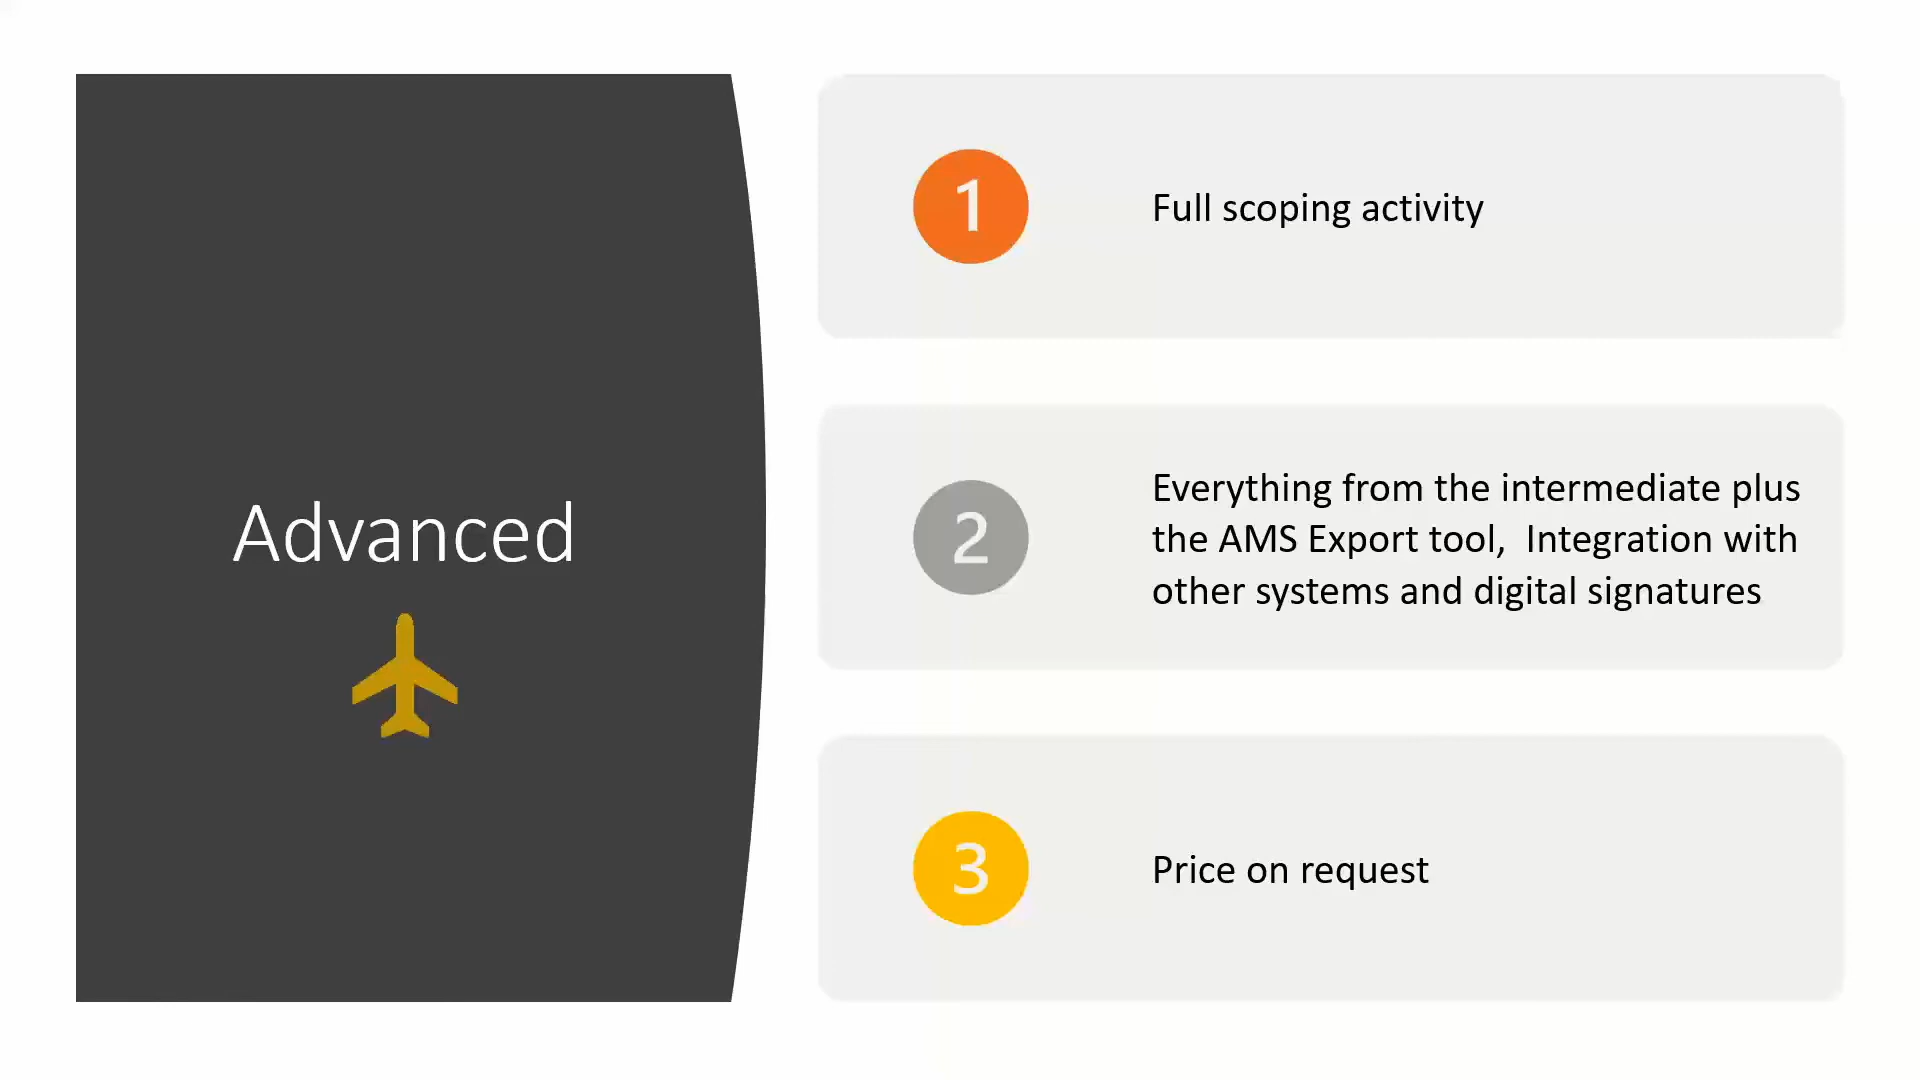 Advanced
1
Full scoping activity
2
Everything from the intermediate plus
the AMS Export tool,  Integration with
other systems and digital signatures
3
Price on request